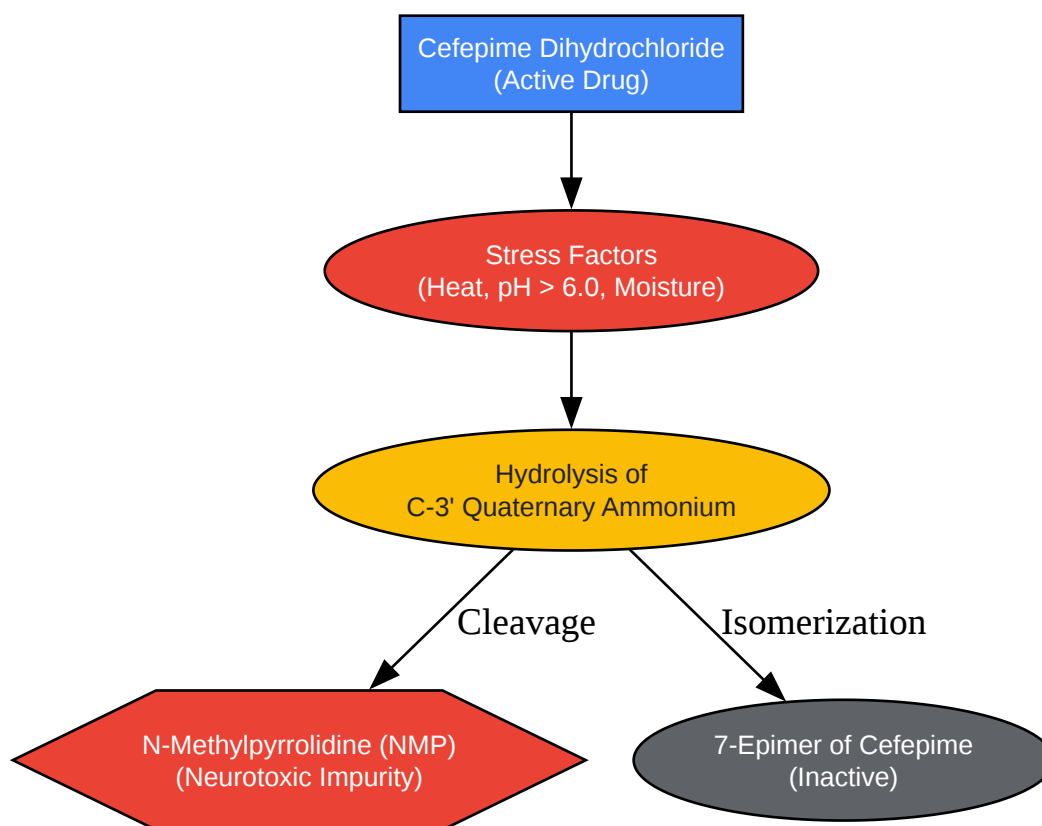 Cefepime Dihydrochloride
(Active Drug)
Stress Factors
(Heat, pH > 6.0, Moisture)
Hydrolysis of
C-3' Quaternary Ammonium
Cleavage
Isomerization
N-Methylpyrrolidine (NMP)
(Neurotoxic Impurity)
7-Epimer of Cefepime
(Inactive)